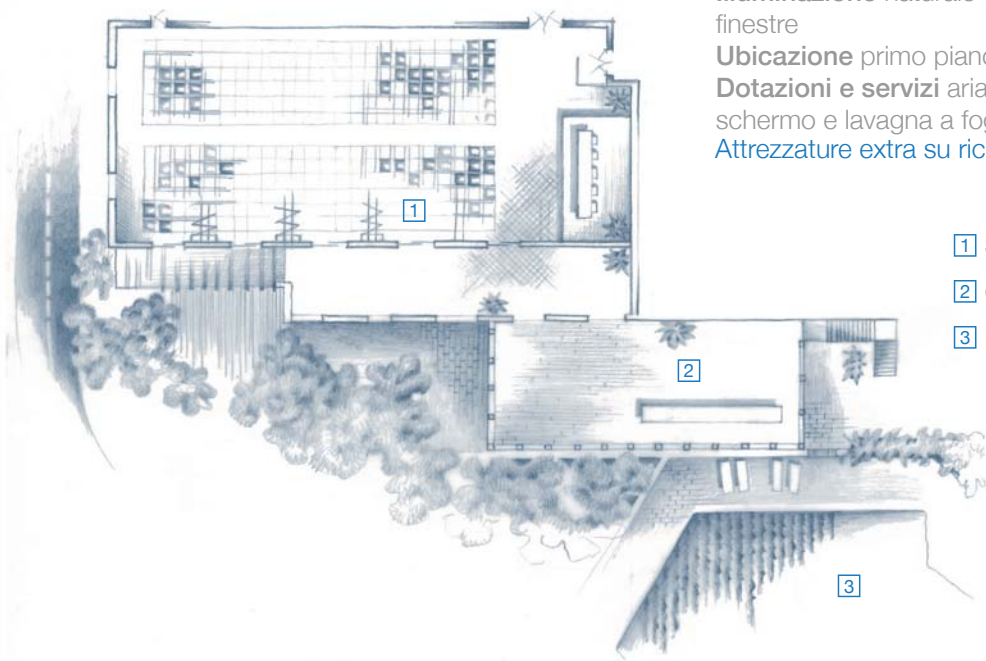 naturale
finestre
Ubicazione primo piano
Dotazioni e servizi aria
schermo e lavagna a fog
Attrezzature extra su ric
1
1
2
2
3
3